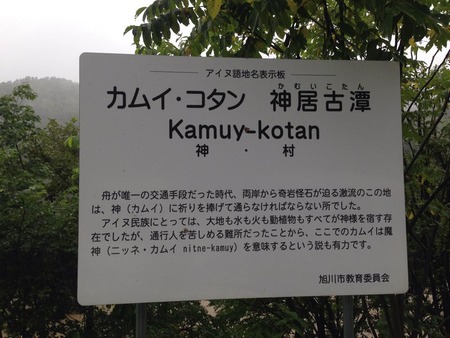 アイヌ語地名表示板
かむいこたん
カムイ・コタン 神居古潭
Kamuy-kotan
神・村
舟が唯一の交通手段だった時代、両岸から奇岩怪石が迫る激流のこの地
は、神（カムイ）に祈りを捧げて通らなければならない所でした。
アイヌ民族にとっては、大地も水も火も動植物もすべてが神様を宿す存
在でしたが、通行人を苦しめる難所だったことから、ここでのカムイは魔
神（ニッネ・カムイ nitne-kamuy）を意味するという説も有力です。
旭川市教育委員会